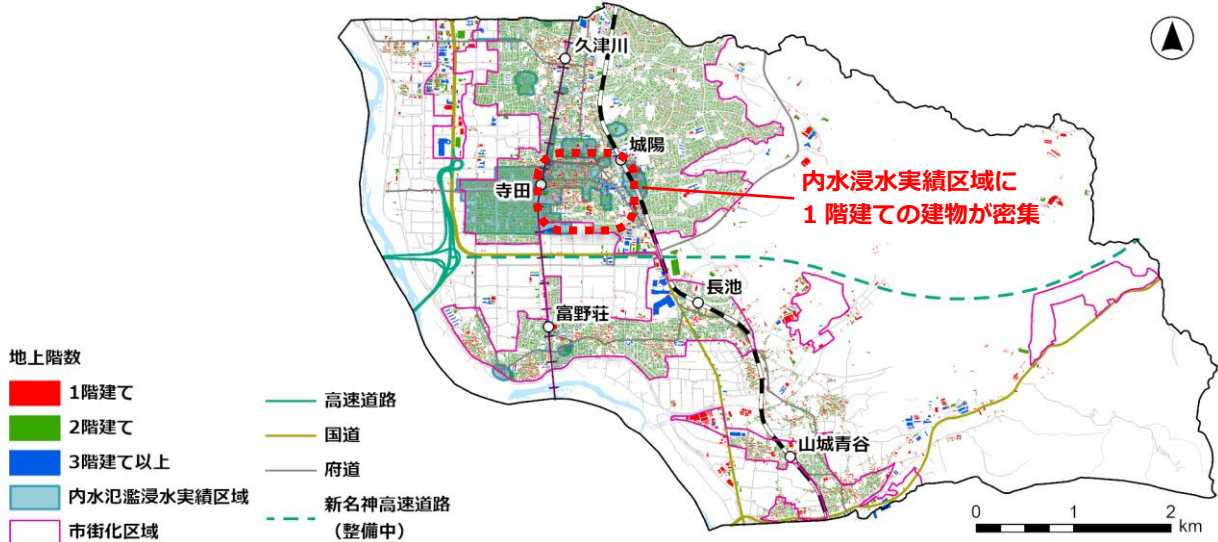 久津川
城陽
寺田
内水浸水実績区域に
1 階建ての建物が密集
長池
富野荘
山城青谷
地上階数
1階建て
2階建て
3階建て以上
内水氾濫浸水実績区域
市街化区域
高速道路
国道
府道
新名神高速道路
(整備中)
0 1 2
km